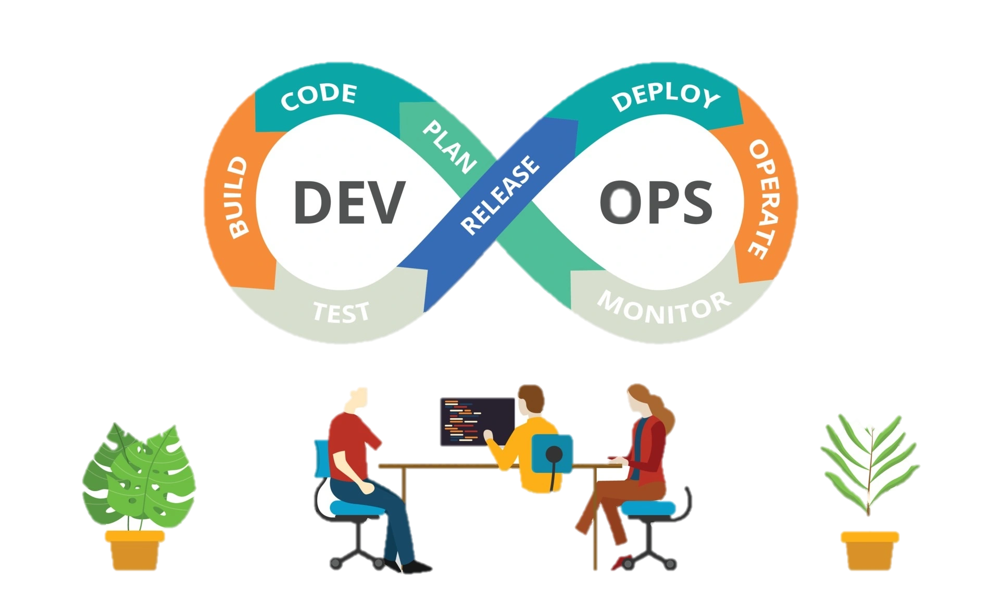 CODE
PLAN
BUILD
DEV
TEST
RELEASE
DEPLOY
OPS
OPERATE
MONITOR